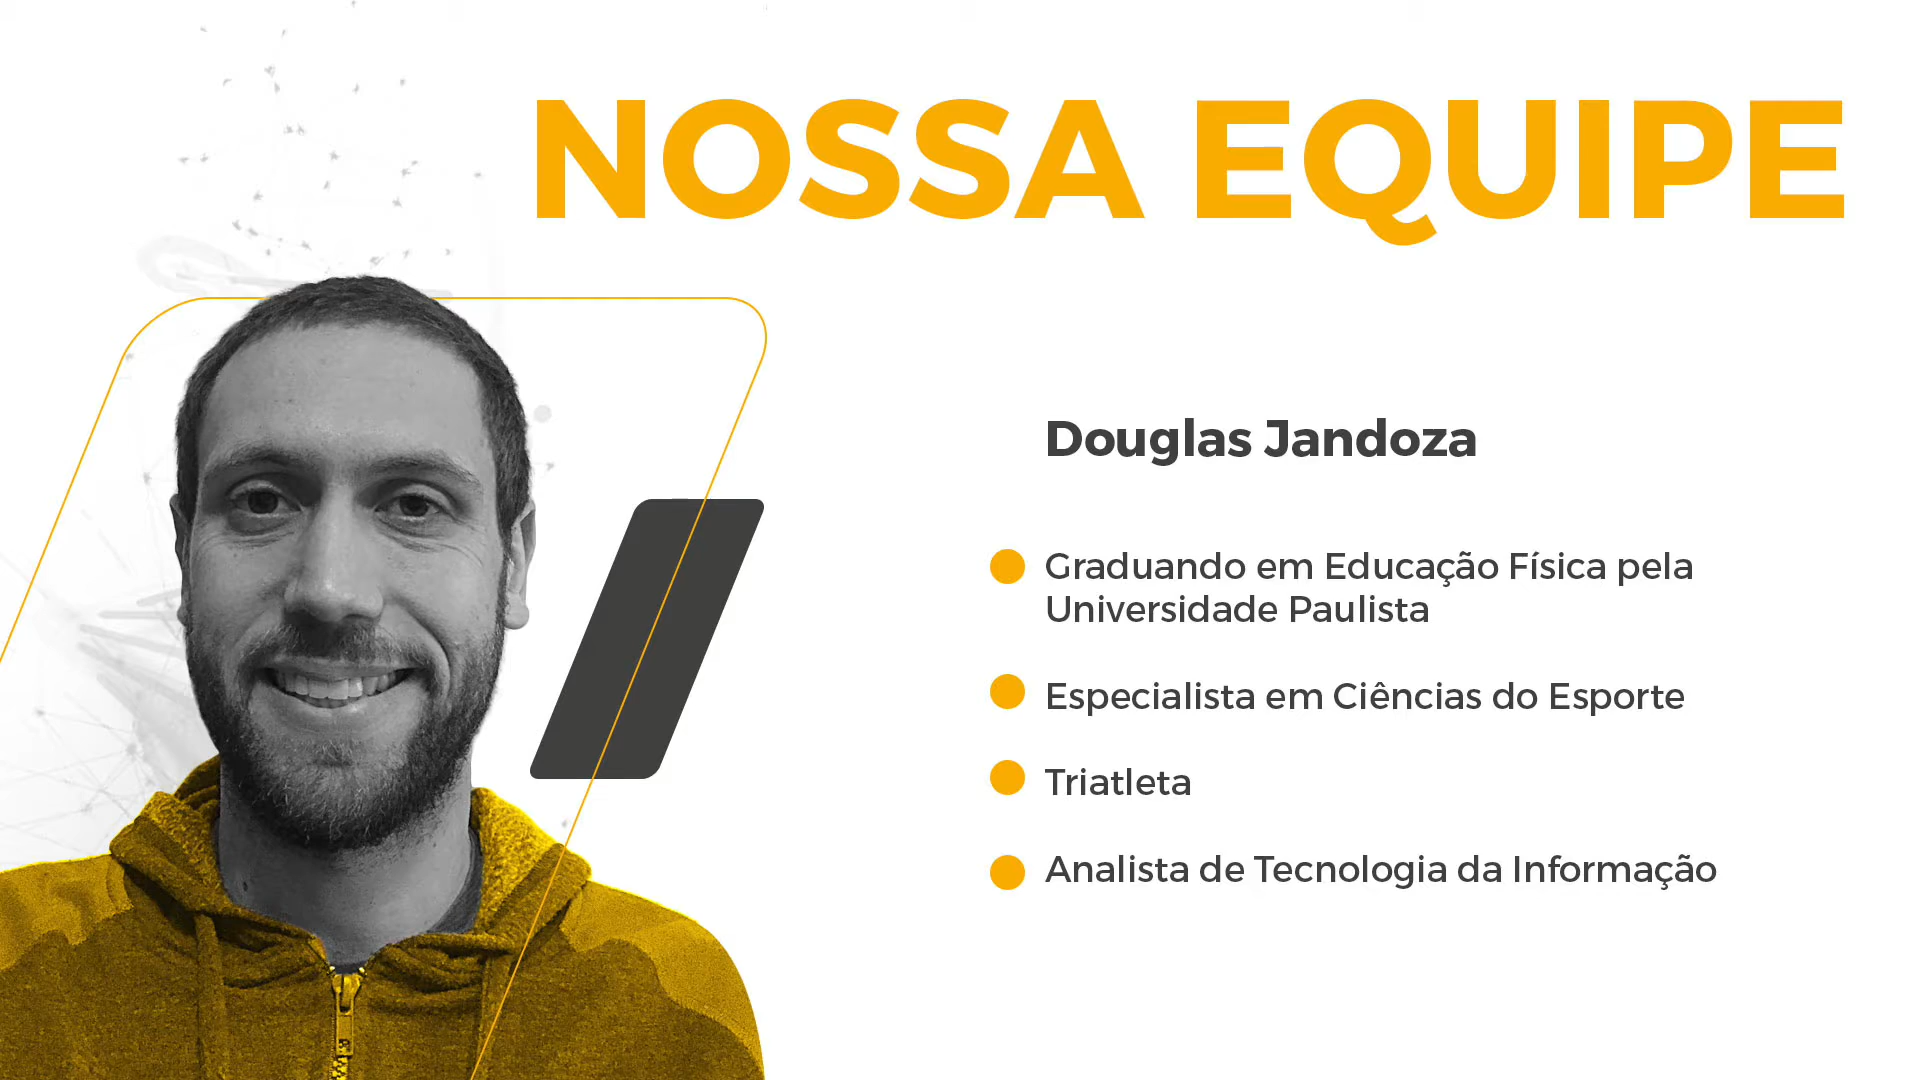 NOSSA EQUIPE
Douglas Jandoza
Graduando em Educação Física pela
Universidade Paulista
Especialista em Ciências do Esporte
Triatleta
Analista de Tecnologia da Informação